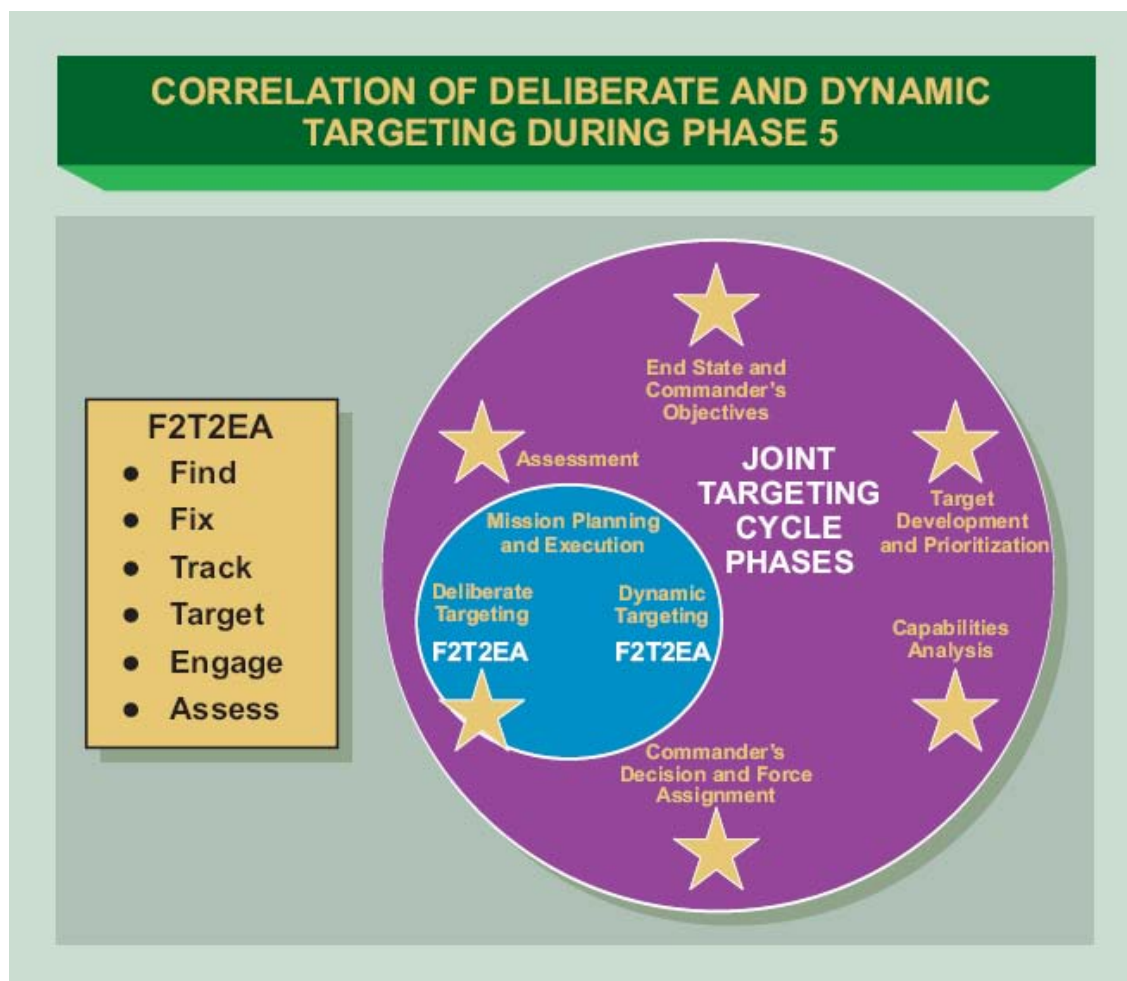 CORRELATION OF DELIBERATE AND DYNAMIC
TARGETING DURING PHASE 5
F2T2EA
● Find
● Fix
● Track
● Target
● Engage
● Assess
End State and
Commander's
Objectives
Assessment
JOINT
TARGETING
CYCLE
PHASES
Target
Development
and Prioritization
Mission Planning
and Execution
Deliberate
Targeting
F2T2EA
Dynamic
Targeting
F2T2EA
Capabilities
Analysis
Commander's
Decision and Force
Assignment